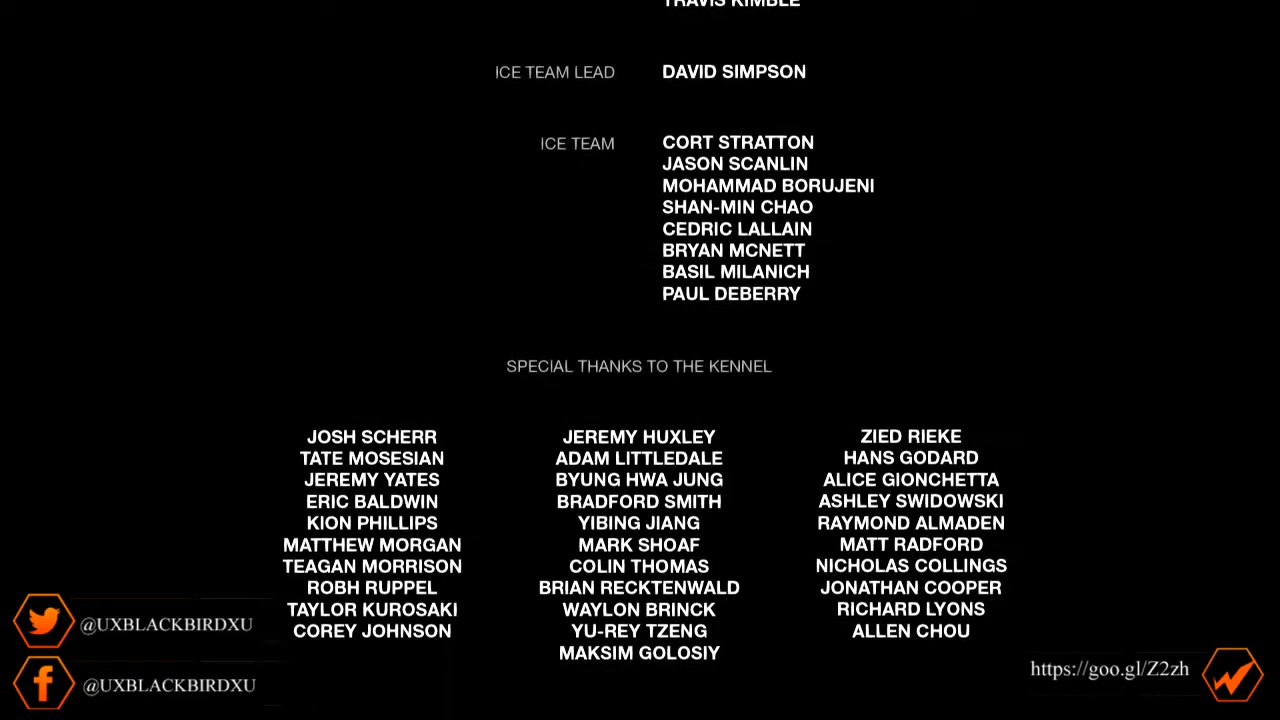 TRAVIS KIMBLE
ICE TEAM LEAD DAVID SIMPSON
ICE TEAM CORT STRATTON
JASON SCANLIN
MOHAMMAD BORUJENI
SHAN-MIN CHAO
CEDRIC LALLAIN
BRYAN MCNETT
BASIL MILANICH
PAUL DEBERRY
SPECIAL THANKS TO THE KENNEL
JOSH SCHERR
TATE MOSESIAN
JEREMY YATES
ERIC BALDWIN
KION PHILLIPS
MATTHEW MORGAN
TEAGAN MORRISON
ROBH RUPPEL
TAYLOR KUROSAKI
COREY JOHNSON
JEREMY HUXLEY
ADAM LITTLEDALE
BYUNG HWA JUNG
BRADFORD SMITH
YIBING JIANG
MARK SHOAF
COLIN THOMAS
BRIAN RECKTENWALD
WAYLON BRINCK
YU-REY TZENG
MAKSIM GOLOSIY
ZIED RIEKE
HANS GODARD
ALICE GIONCHETTA
ASHLEY SWIDOWSKI
RAYMOND ALMADEN
MATT RADFORD
NICHOLAS COLLINGS
JONATHAN COOPER
RICHARD LYONS
ALLEN CHOU
@UXBLACKBIRDXU
@UXBLACKBIRDXU
https://goo.gl/Z2zh